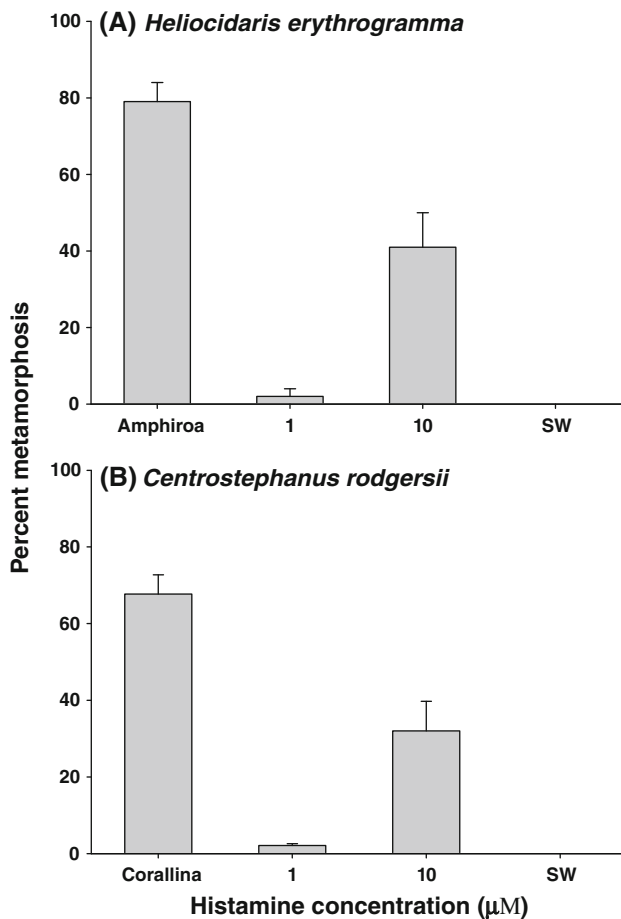 (A) Heliocidaris erythrogramma
100
80
60
40
20
0
Amphiroa 1 10 SW
Percent metamorphosis
(B) Centrostephanus rodgersii
100
80
60
40
20
0
Corallina 1 10 SW
Histamine concentration (μM)